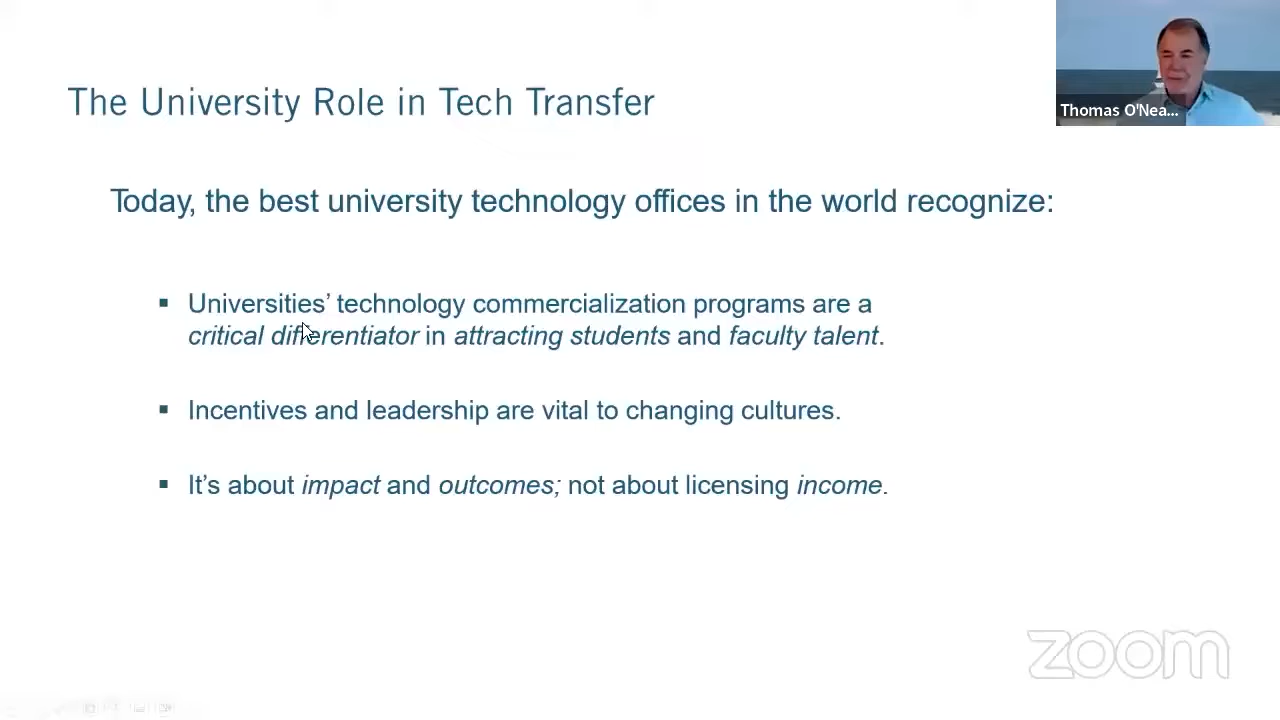 The University Role in Tech Transfer
Thomas O'Nea...
Today, the best university technology offices in the world recognize:
▪ Universities’ technology commercialization programs are a
critical differentiator in attracting students and faculty talent.
▪ Incentives and leadership are vital to changing cultures.
▪ It’s about impact and outcomes; not about licensing income.
zoom